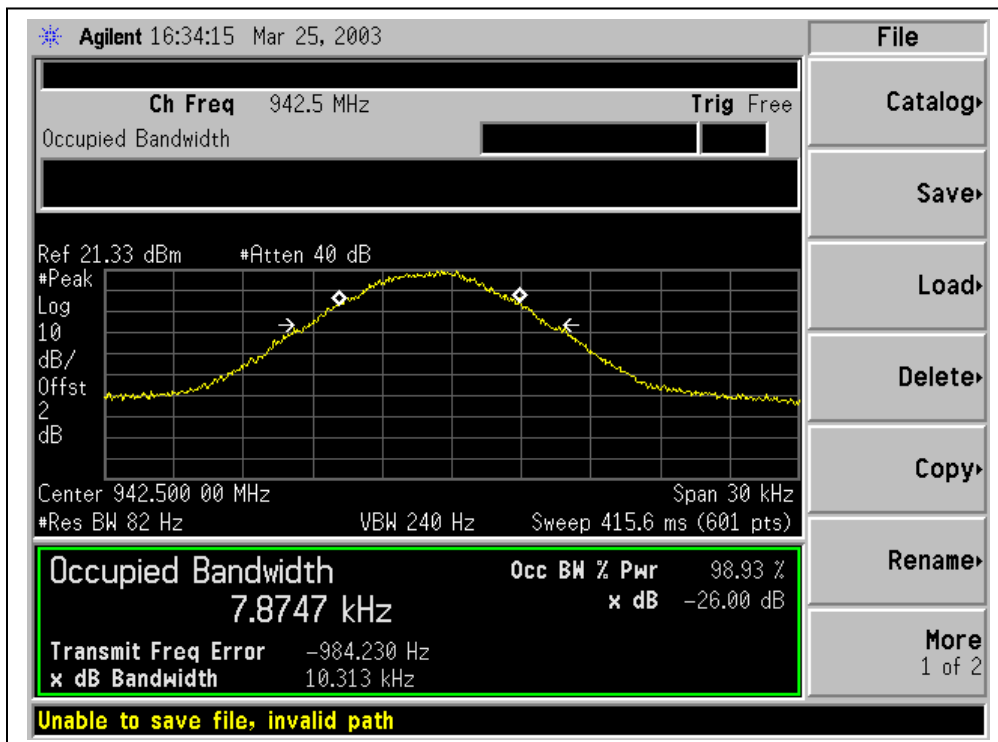 Agilent 16:34:15 Mar 25, 2003
File
Ch Freq 942.5 MHz
Trig Free
Occupied Bandwidth
Catalog
Save
Load
Delete
Copy
Rename
More
1 of 2
Ref 21.33 dBm #Atten 40 dB
#Peak
Log
10
dB/
Offst
2
dB
Center 942.500 00 MHz
Span 30 kHz
#Res BW 82 Hz
VBW 240 Hz
Sweep 415.6 ms (601 pts)
Occupied Bandwidth
7.8747 kHz
Occ BW % Pwr 98.93 %
x dB -26.00 dB
Transmit Freq Error -984.230 Hz
x dB Bandwidth 10.313 kHz
Unable to save file, invalid path